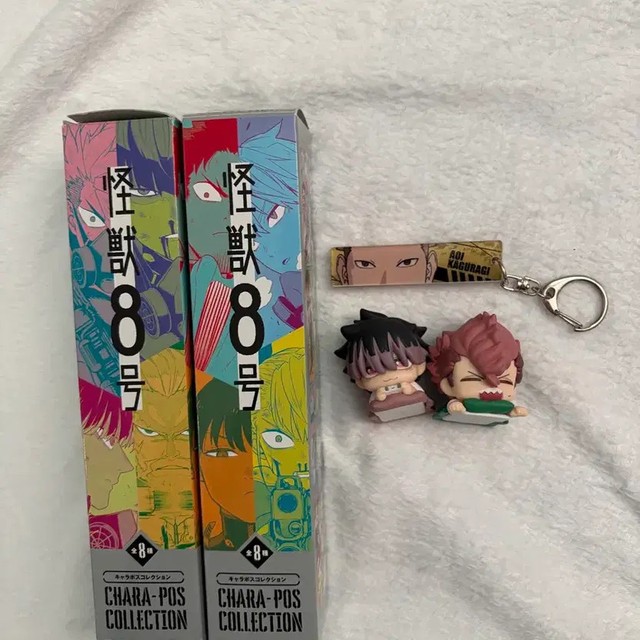 怪獣8号
全8種
キャラポスコレクション
CHARA-POS
COLLECTION
怪獣8号
全8種
キャラポスコレクション
CHARA-POS
COLLECTION
AOI
KAGURAGI